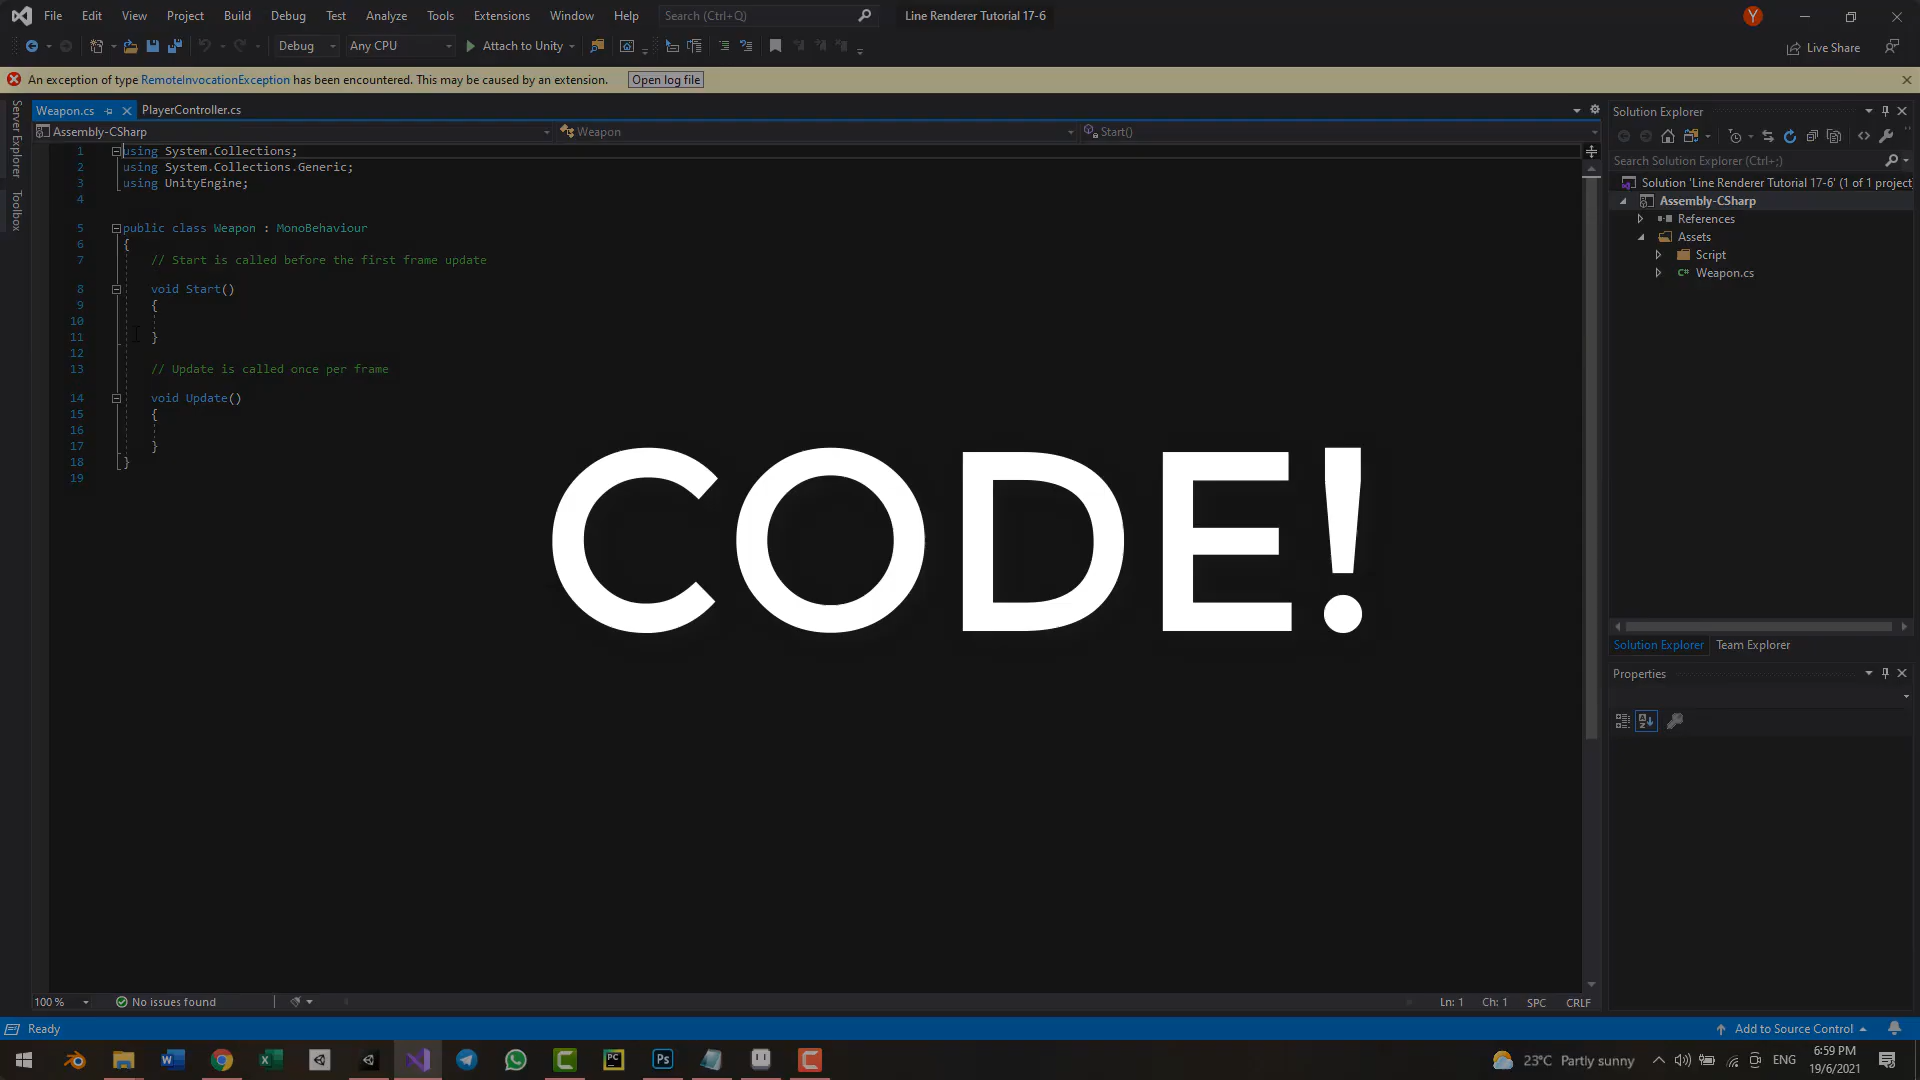 File Edit View Project Build Debug Test Analyze Tools Extensions Window Help Search (Ctrl+Q) Line Renderer Tutorial 17-6 Y
Debug Any CPU Attach to Unity Live Share
An exception of type RemoteInvocationException has been encountered. This may be caused by an extension. Open log file
Server Explorer
Toolbox
Weapon.cs PlayerController.cs
Assembly-CSharp Weapon Start()
1 using System.Collections;
2 using System.Collections.Generic;
3 using UnityEngine;
4
5 public class Weapon : MonoBehaviour
6 {
7 // Start is called before the first frame update
8 void Start()
9 {
10
11 }
12
13 // Update is called once per frame
14 void Update()
15 {
16
17 }
18 }
19
CODE!
Solution Explorer
Search Solution Explorer (Ctrl+;)
Solution 'Line Renderer Tutorial 17-6' (1 of 1 project
Assembly-CSharp
References
Assets
Script
C# Weapon.cs
Solution Explorer Team Explorer
Properties
100 % No issues found Ln: 1 Ch: 1 SPC CRLF
Ready Add to Source Control
23°C Partly sunny ENG
6:59 PM
19/6/2021